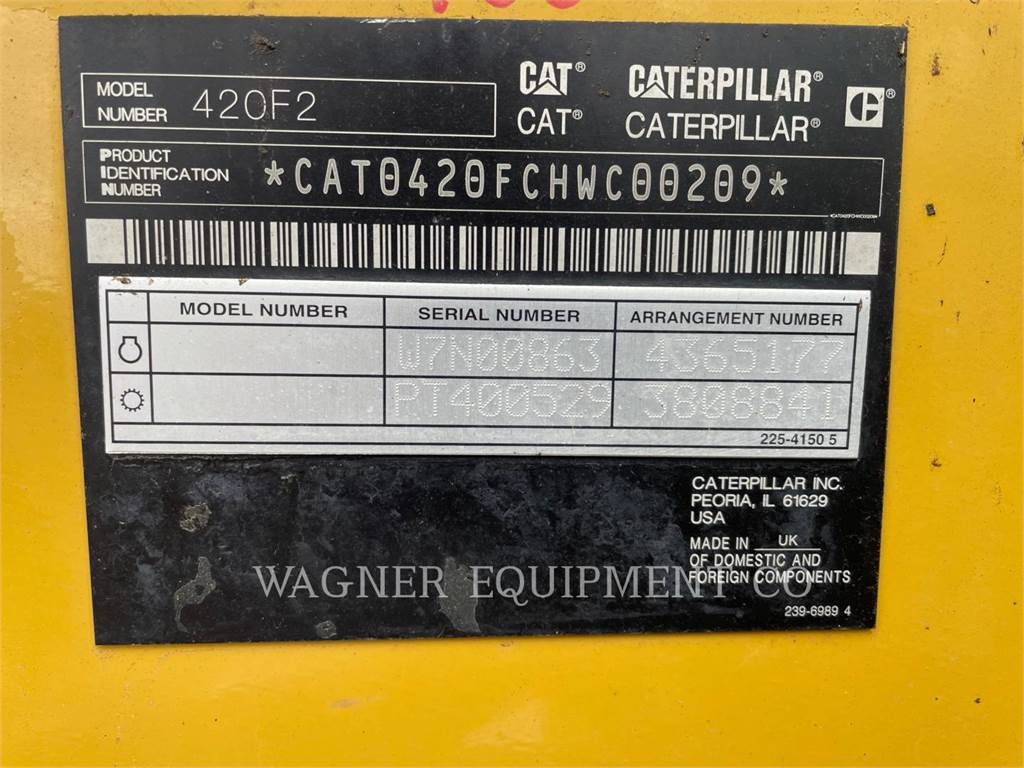 MODEL
NUMBER 420F2
CAT® CATERPILLAR®
CAT® CATERPILLAR®
PRODUCT
IDENTIFICATION
NUMBER
*CAT0420FCHWC00209*
*CAT0420FCHWC00209*
MODEL NUMBER SERIAL NUMBER ARRANGEMENT NUMBER
W7N00863 4365177
PT400529 3808841
225-4150 5
CATERPILLAR INC.
PEORIA, IL 61629
USA
MADE IN UK
OF DOMESTIC AND
FOREIGN COMPONENTS
WAGNER EQUIPMENT CO
239-6989 4